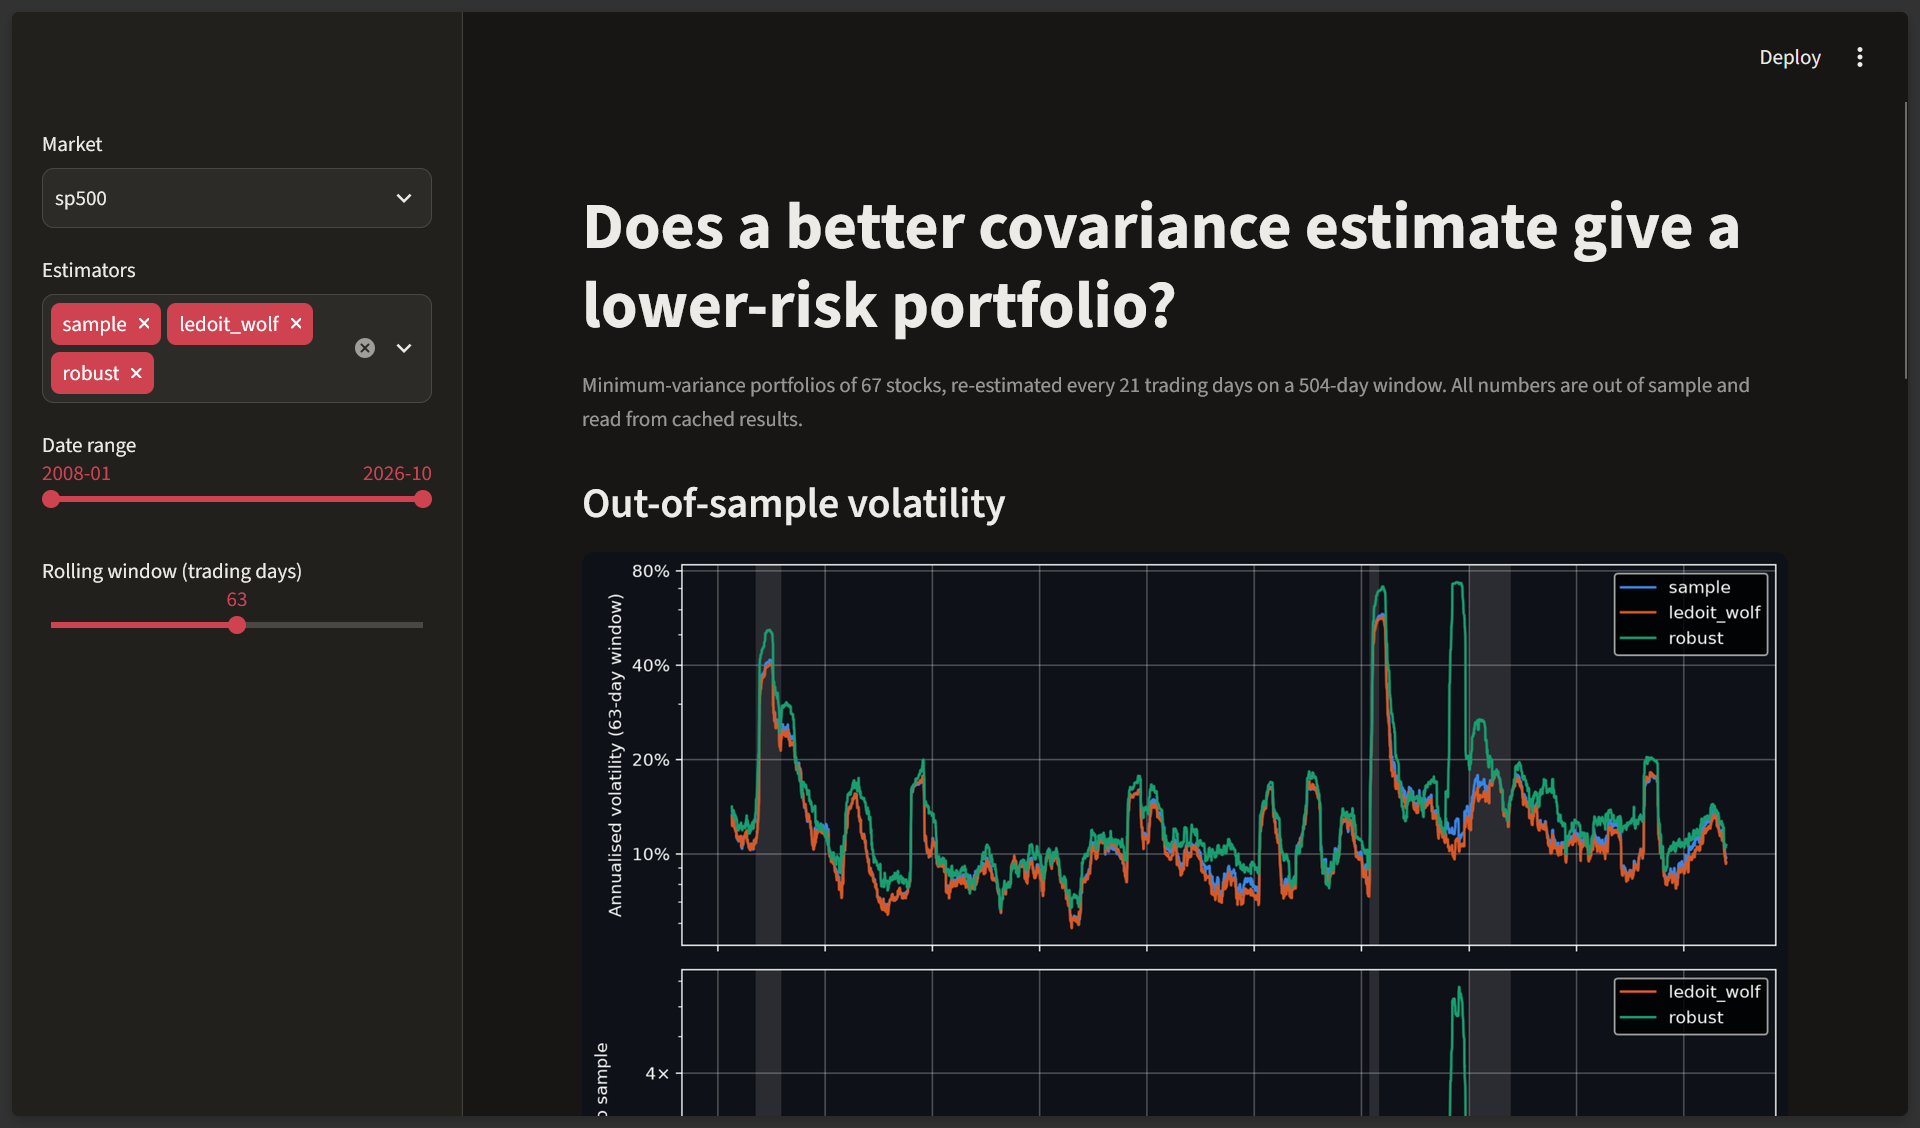 Deploy
Market
sp500
Estimators
sample
ledoit_wolf
robust
Date range
2008-01
2026-10
Rolling window (trading days)
63
Does a better covariance estimate give a
lower-risk portfolio?
Minimum-variance portfolios of 67 stocks, re-estimated every 21 trading days on a 504-day window. All numbers are out of sample and
read from cached results.
Out-of-sample volatility
Annualised volatility (63-day window)
80%
40%
20%
10%
sample
ledoit_wolf
robust
sample
4×
ledoit_wolf
robust